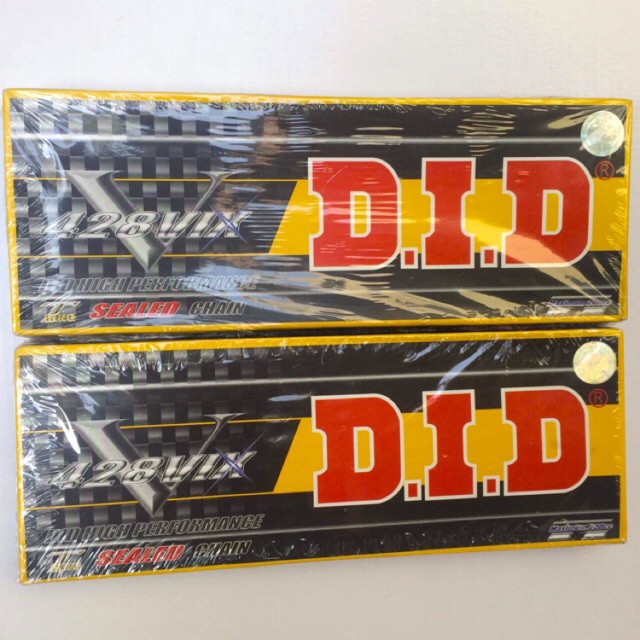 428VIX
D.I.D®
DID HIGH PERFORMANCE
SEALED CHAIN
428VIX
D.I.D®
DID HIGH PERFORMANCE
SEALED CHAIN